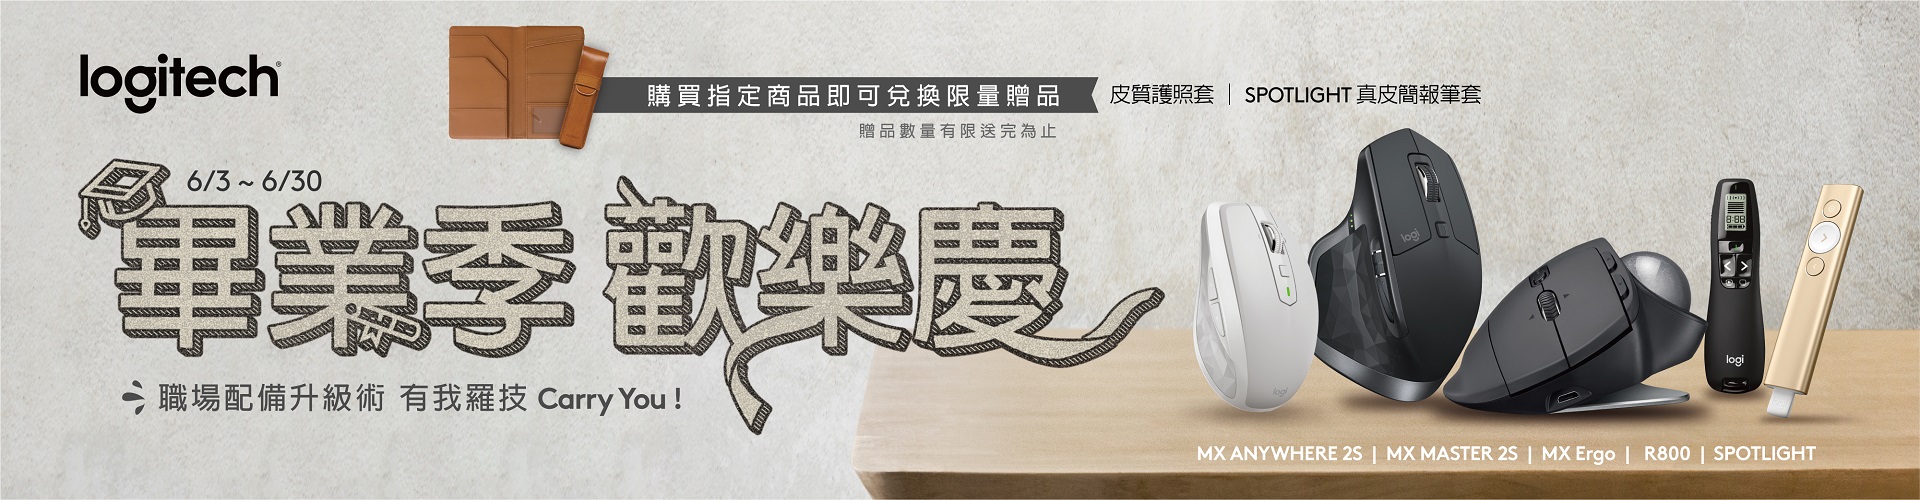 logitech
購買指定商品即可兌換限量贈品 皮質護照套 | SPOTLIGHT 真皮簡報筆套
贈品數量有限送完為止
6/3 ~ 6/30
畢業季 歡樂慶
職場配備升級術 有我羅技 Carry You !
logi
logi
logi
8:88
logi
MX ANYWHERE 2S | MX MASTER 2S | MX Ergo | R800 | SPOTLIGHT